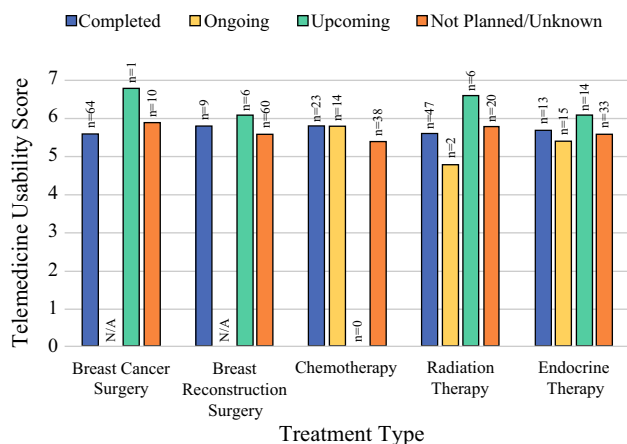 Completed Ongoing Upcoming Not Planned/Unknown
Telemedicine Usability Score
7
6
5
4
3
2
1
0
n=64
N/A
n=1
n=10
n=9
N/A
n=6
n=60
n=23
n=14
n=0
n=38
n=47
n=2
n=6
n=20
n=13
n=15
n=14
n=33
Breast Cancer
Surgery
Breast
Reconstruction
Surgery
Chemotherapy
Radiation
Therapy
Endocrine
Therapy
Treatment Type